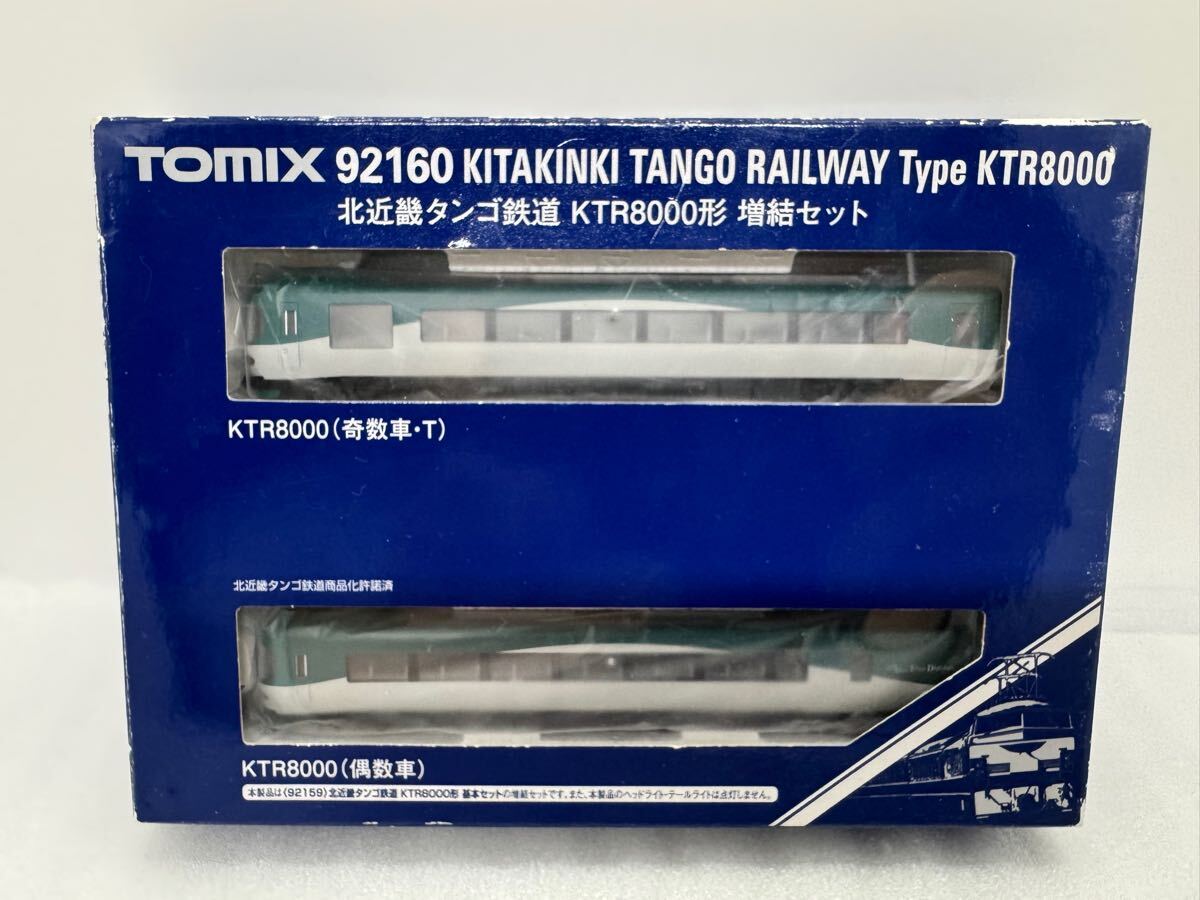 TOMIX 92160 KITAKINKI TANGO RAILWAY Type KTR8000
北近畿タンゴ鉄道 KTR8000形 増結セット
KTR8000(奇数車・T)
北近畿タンゴ鉄道商品化許諾済
KTR8000(偶数車)
本製品は〈92159〉北近畿タンゴ鉄道 KTR8000形 基本セットの増結セットです。また、本製品のヘッドライト・テールライトは点灯しません。